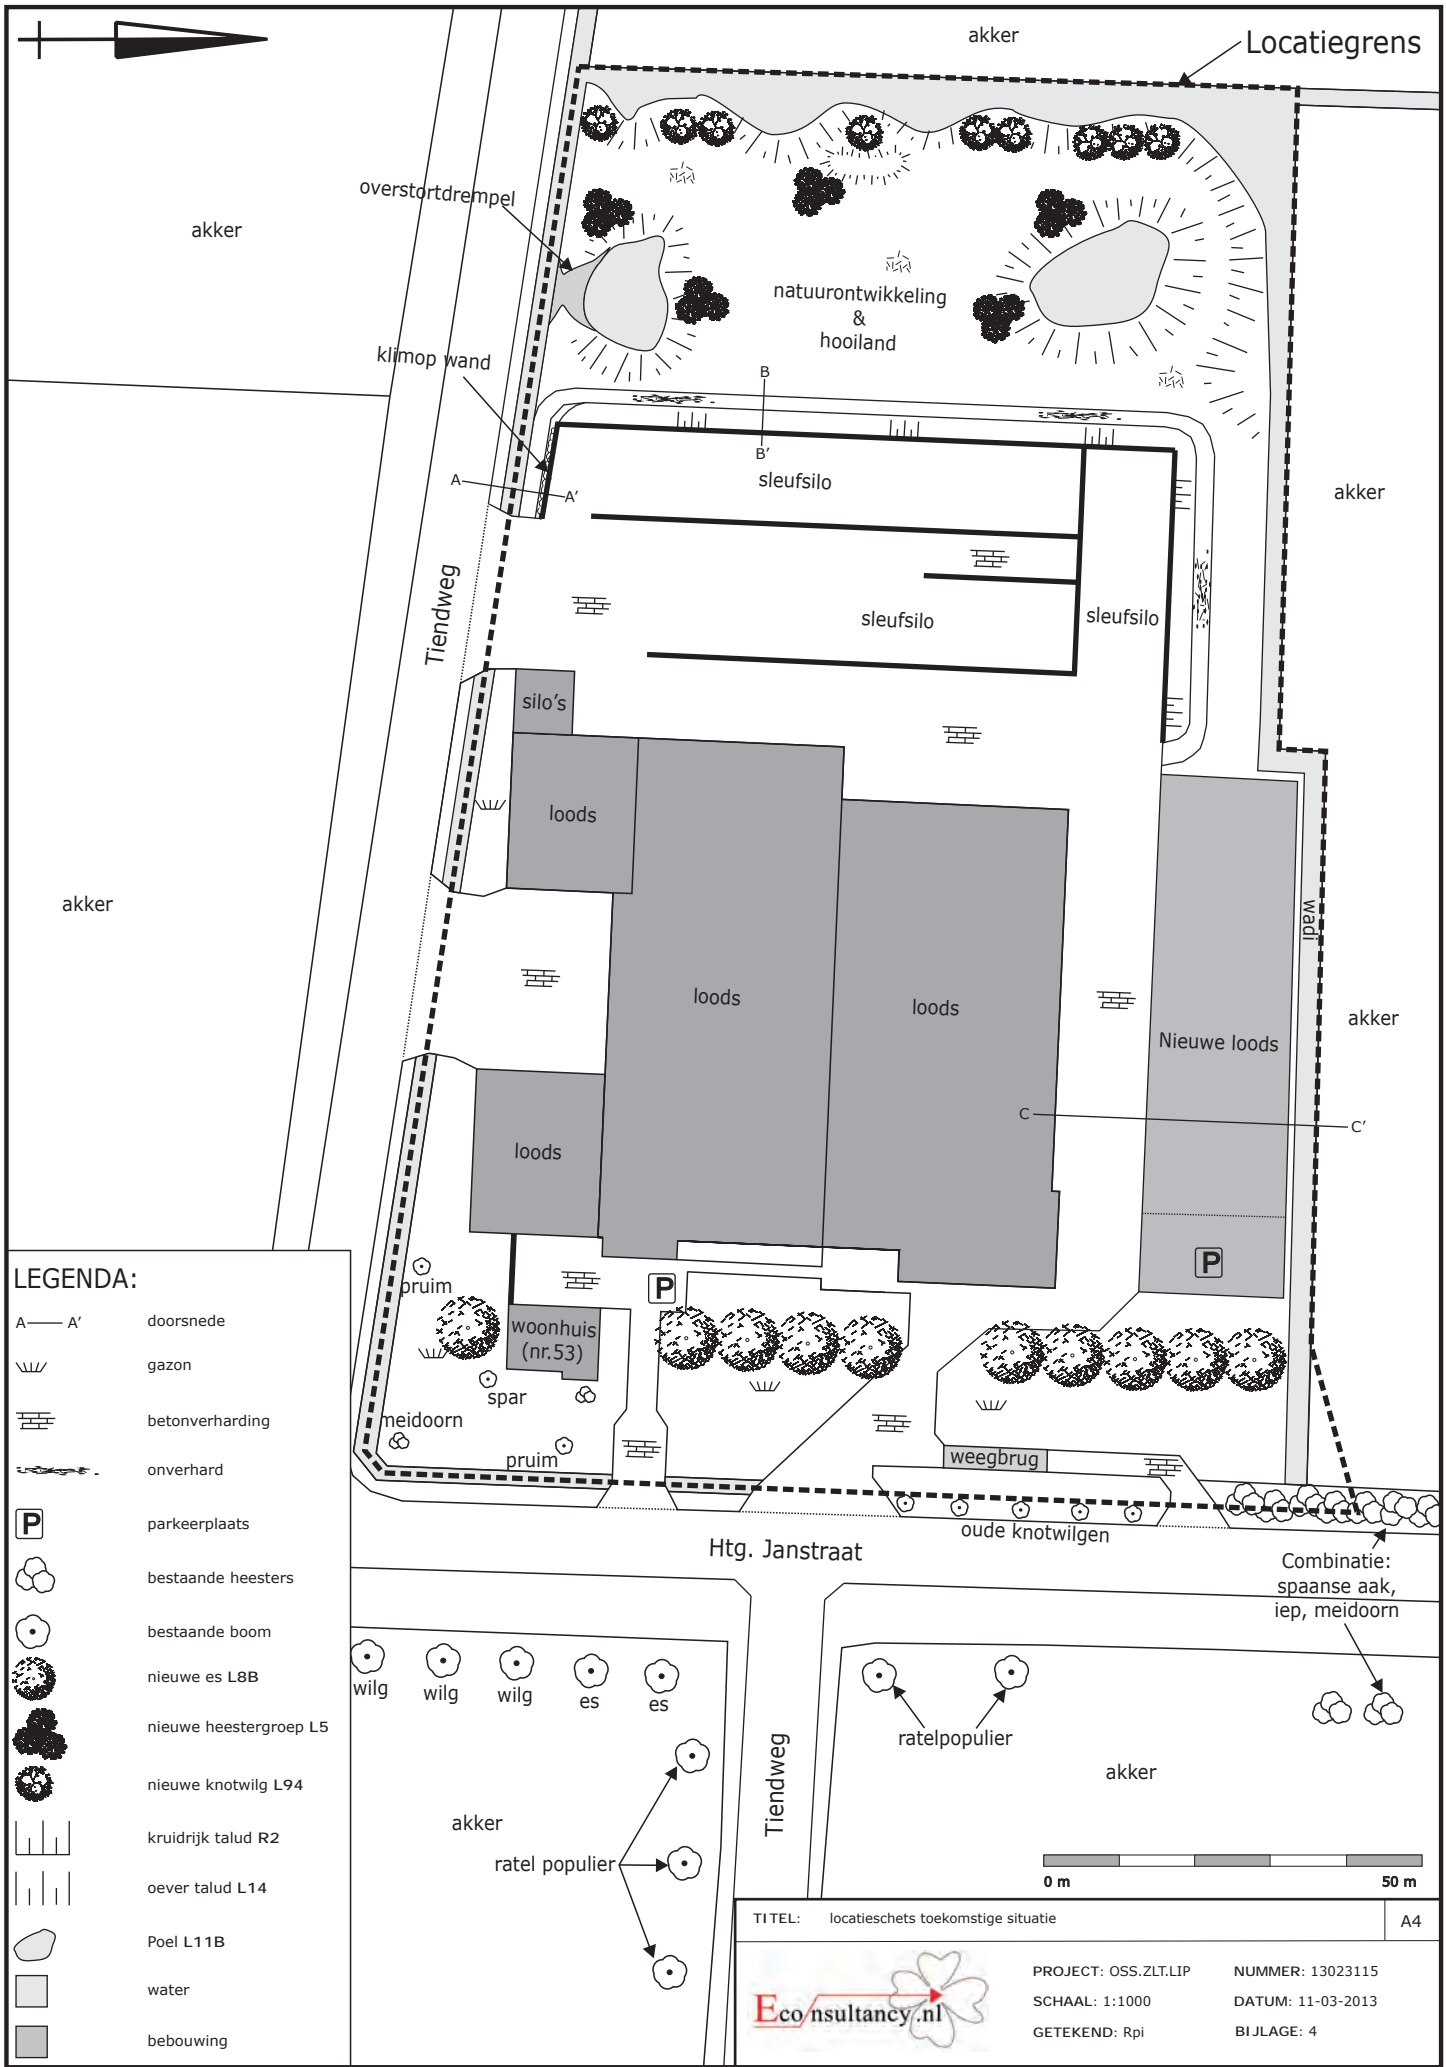 akker
Locatiegrens
overstortdrempel
akker
natuurontwikkeling
&
hooiland
klimop wand
B
B'
A
A'
sleufsilo
akker
Tiendweg
sleufsilo
sleufsilo
silo's
loods
akker
wadi
loods
loods
akker
Nieuwe loods
C
C'
loods
P
P
pruim
woonhuis
(nr.53)
spar
meidoorn
pruim
weegbrug
oude knotwilgen
Htg. Janstraat
Combinatie:
spaanse aak,
iep, meidoorn
wilg
wilg
wilg
es
es
ratelpopulier
Tiendweg
akker
akker
ratel populier
LEGENDA:
A A' doorsnede
gazon
betonverharding
onverhard
P parkeerplaats
bestaande heesters
bestaande boom
nieuwe es L8B
nieuwe heestergroep L5
nieuwe knotwilg L94
kruidrijk talud R2
oever talud L14
Poel L11B
water
bebouwing
0 m 50 m
TITEL: locatieschets toekomstige situatie A4
Econsultancy.nl
PROJECT: OSS.ZLT.LIP NUMMER: 13023115
SCHAAL: 1:1000 DATUM: 11-03-2013
GETEKEND: Rpi BIJLAGE: 4